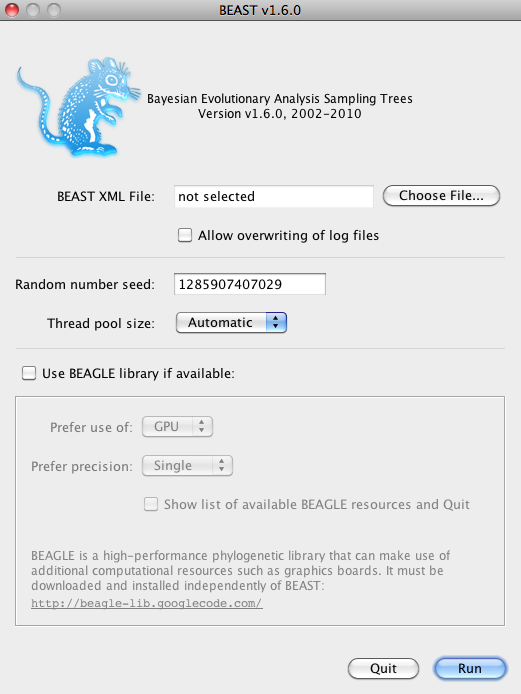 BEAST v1.6.0
Bayesian Evolutionary Analysis Sampling Trees
Version v1.6.0, 2002-2010
BEAST XML File: not selected Choose File...
Allow overwriting of log files
Random number seed: 1285907407029
Thread pool size: Automatic
Use BEAGLE library if available:
Prefer use of: GPU
Prefer precision: Single
Show list of available BEAGLE resources and Quit
BEAGLE is a high-performance phylogenetic library that can make use of
additional computational resources such as graphics boards. It must be
downloaded and installed independently of BEAST:
http://beagle-lib.googlecode.com/
Quit Run